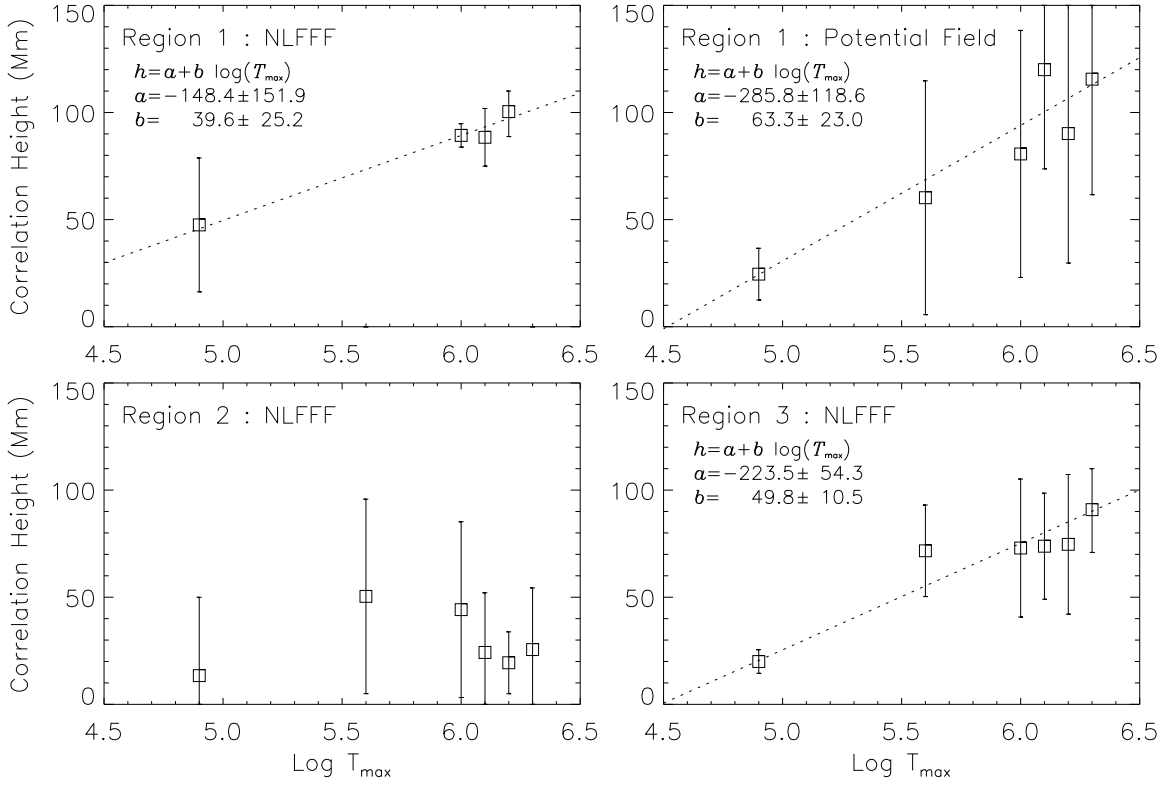 Region 1 : NLFFF
h=a+b log(Tmax)
a=−148.4±151.9
b= 39.6± 25.2
Correlation Height (Mm)
150
100
50
0
4.5 5.0 5.5 6.0 6.5
Region 1 : Potential Field
h=a+b log(Tmax)
a=−285.8±118.6
b= 63.3± 23.0
150
100
50
0
4.5 5.0 5.5 6.0 6.5
Region 2 : NLFFF
Correlation Height (Mm)
150
100
50
0
4.5 5.0 5.5 6.0 6.5
Log Tmax
Region 3 : NLFFF
h=a+b log(Tmax)
a=−223.5± 54.3
b= 49.8± 10.5
150
100
50
0
4.5 5.0 5.5 6.0 6.5
Log Tmax